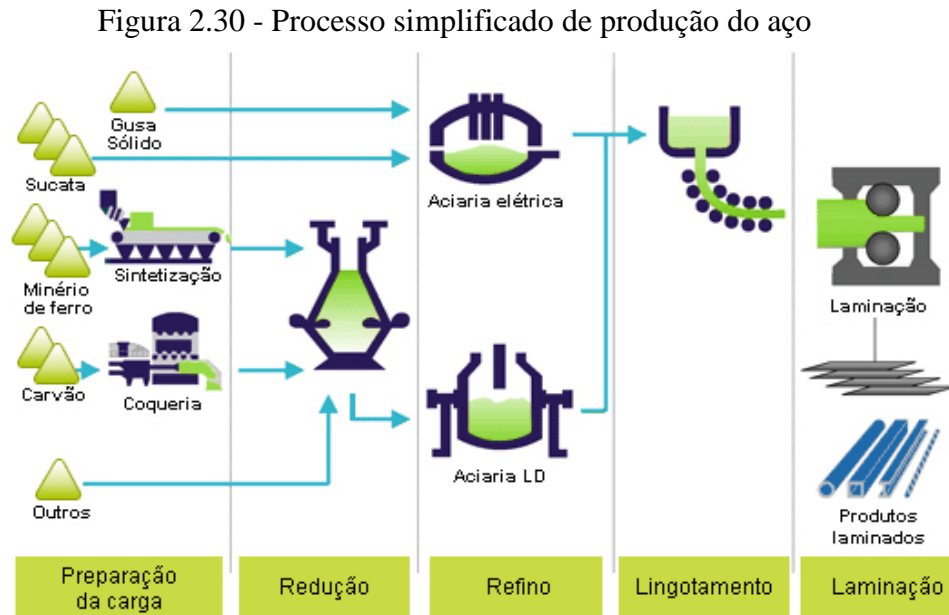 Figura 2.30 - Processo simplificado de produção do aço
Gusa
Sólido
Sucata
Aciaria elétrica
Minério
de ferro
Sintetização
Laminação
Carvão
Coqueria
Aciaria LD
Outros
Produtos
laminados
Preparação
da carga
Redução
Refino
Lingotamento
Laminação